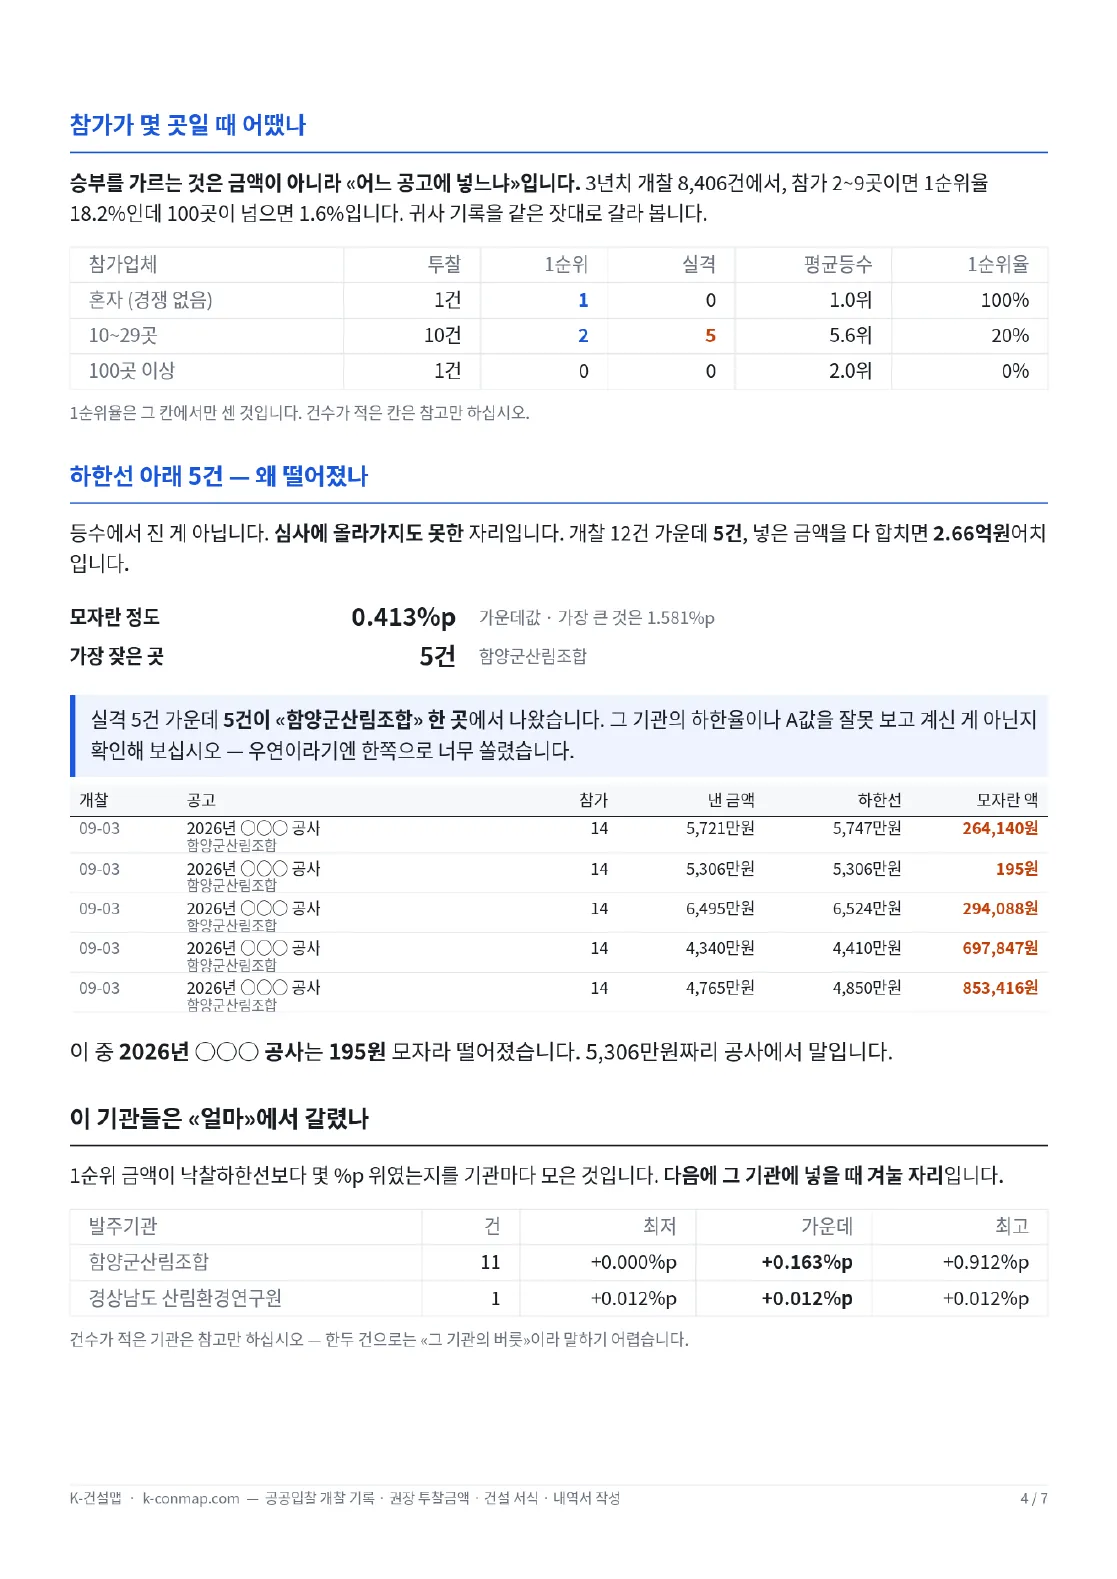 참가가 몇 곳일 때 어땠나
승부를 가르는 것은 금액이 아니라 «어느 공고에 넣느냐»입니다. 3년치 개찰 8,406건에서, 참가 2~9곳이면 1순위율
18.2%인데 100곳이 넘으면 1.6%입니다. 귀사 기록을 같은 잣대로 갈라 봅니다.
참가업체 투찰 1순위 실격 평균등수 1순위율
혼자 (경쟁 없음) 1건 1 0 1.0위 100%
10~29곳 10건 2 5 5.6위 20%
100곳 이상 1건 0 0 2.0위 0%
1순위율은 그 칸에서만 센 것입니다. 건수가 적은 칸은 참고만 하십시오.
하한선 아래 5건 — 왜 떨어졌나
등수에서 진 게 아닙니다. 심사에 올라가지도 못한 자리입니다. 개찰 12건 가운데 5건, 넣은 금액을 다 합치면 2.66억원어치
입니다.
모자란 정도 0.413%p 가운데값 · 가장 큰 것은 1.581%p
가장 잦은 곳 5건 함양군산림조합
실격 5건 가운데 5건이 «함양군산림조합» 한 곳에서 나왔습니다. 그 기관의 하한율이나 A값을 잘못 보고 계신 게 아닌지
확인해 보십시오 — 우연이라기엔 한쪽으로 너무 쏠렸습니다.
개찰 공고 참가 낸 금액 하한선 모자란 액
09-03 2026년 ○○○ 공사 14 5,721만원 5,747만원 264,140원
함양군산림조합
09-03 2026년 ○○○ 공사 14 5,306만원 5,306만원 195원
함양군산림조합
09-03 2026년 ○○○ 공사 14 6,495만원 6,524만원 294,088원
함양군산림조합
09-03 2026년 ○○○ 공사 14 4,340만원 4,410만원 697,847원
함양군산림조합
09-03 2026년 ○○○ 공사 14 4,765만원 4,850만원 853,416원
함양군산림조합
이 중 2026년 ○○○ 공사는 195원 모자라 떨어졌습니다. 5,306만원짜리 공사에서 말입니다.
이 기관들은 «얼마»에서 갈렸나
1순위 금액이 낙찰하한선보다 몇 %p 위였는지를 기관마다 모은 것입니다. 다음에 그 기관에 넣을 때 겨눌 자리입니다.
발주기관 건 최저 가운데 최고
함양군산림조합 11 +0.000%p +0.163%p +0.912%p
경상남도 산림환경연구원 1 +0.012%p +0.012%p +0.012%p
건수가 적은 기관은 참고만 하십시오 — 한두 건으로는 «그 기관의 버릇»이라 말하기 어렵습니다.
K-건설맵 · k-conmap.com — 공공입찰 개찰 기록 · 권장 투찰금액 · 건설 서식 · 내역서 작성 4 / 7